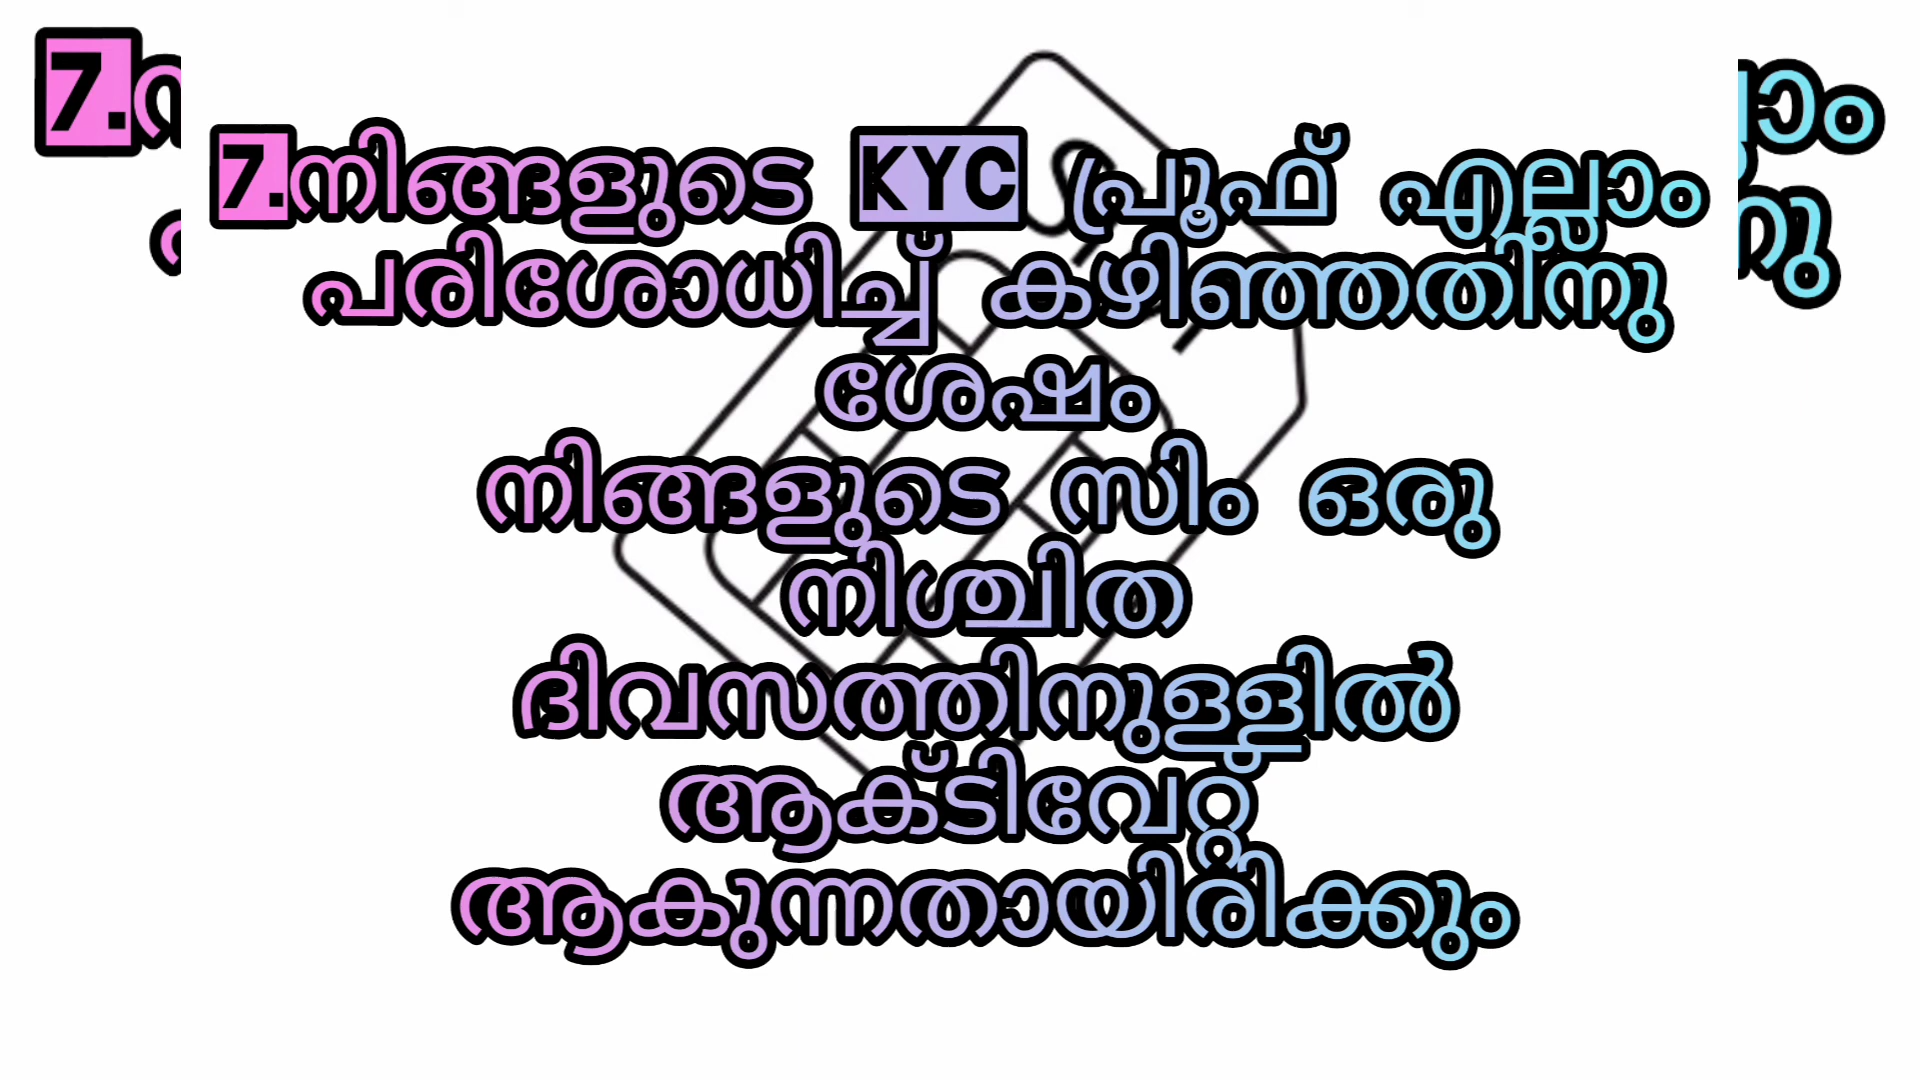 7.നിങ്ങളുടെ KYC പ്രൂഫ് എല്ലാം
പരിശോധിച്ച് കഴിഞ്ഞതിനു
ശേഷം
നിങ്ങളുടെ സിം ഒരു
നിശ്ചിത
ദിവസത്തിനുള്ളിൽ
ആക്ടിവേറ്റ്
ആകുന്നതായിരിക്കും